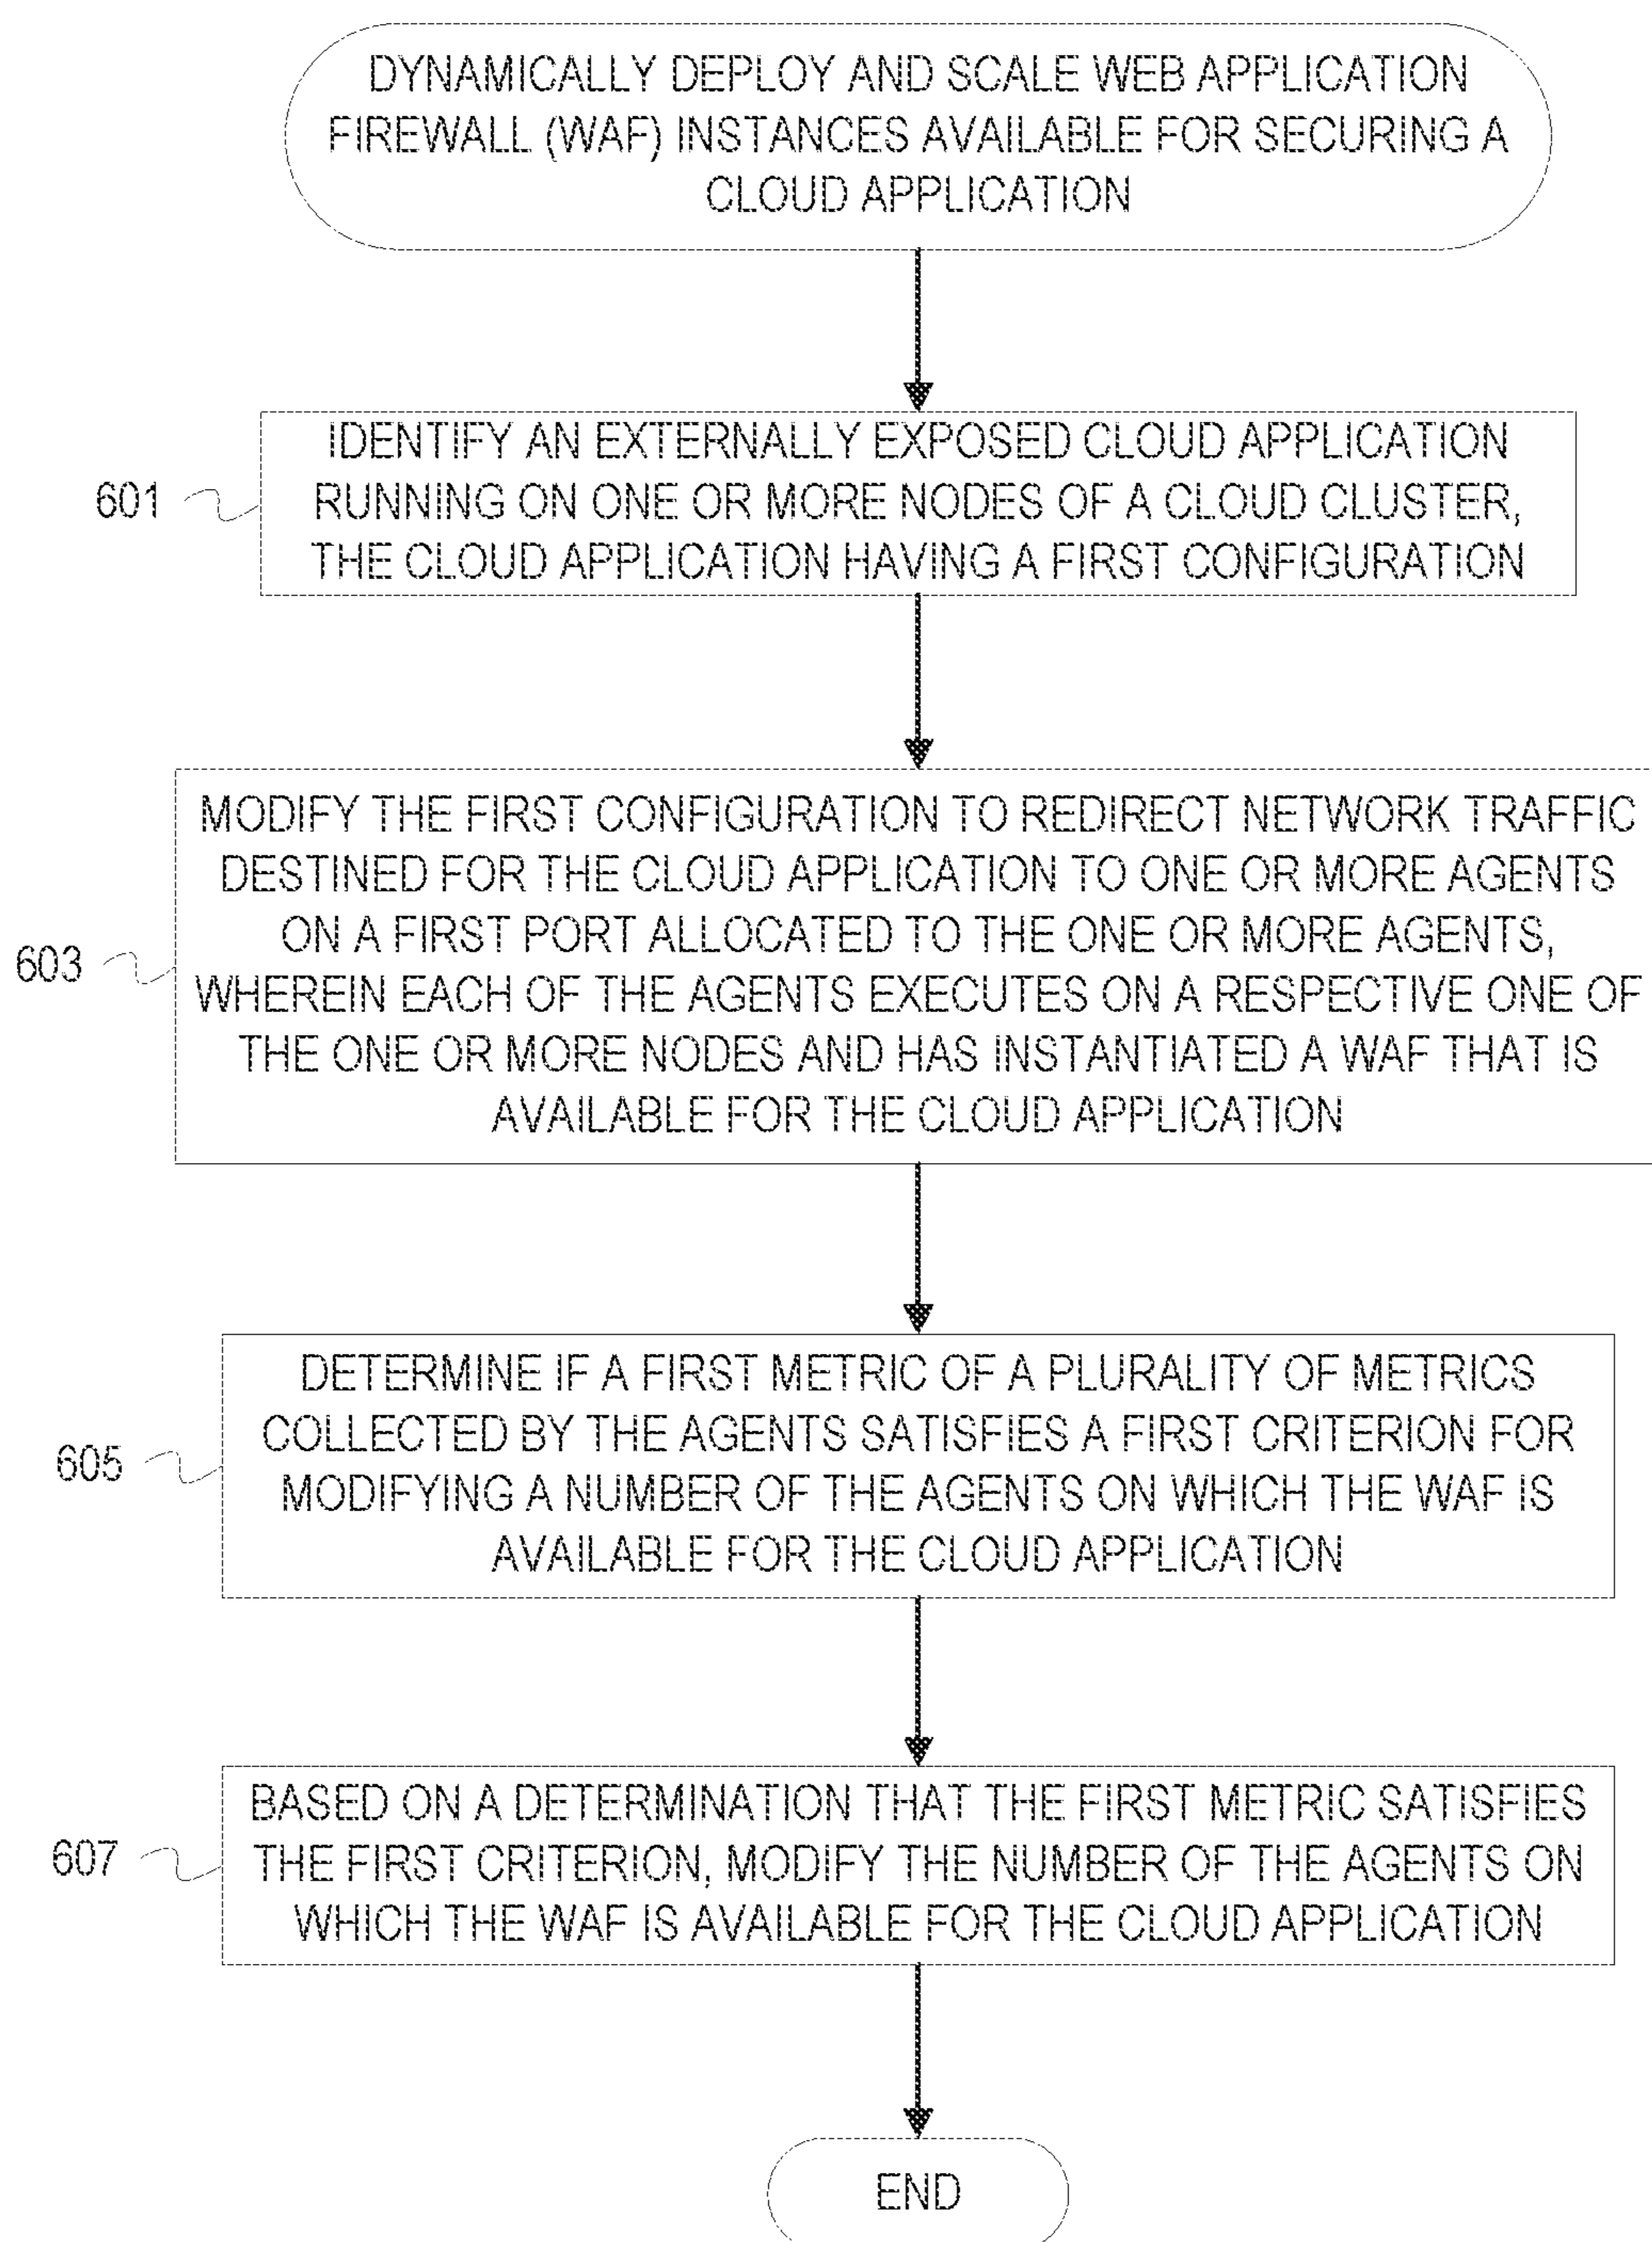 DYNAMICALLY DEPLOY AND SCALE WEB APPLICATION
FIREWALL (WAF) INSTANCES AVAILABLE FOR SECURING A
CLOUD APPLICATION
601
IDENTIFY AN EXTERNALLY EXPOSED CLOUD APPLICATION
RUNNING ON ONE OR MORE NODES OF A CLOUD CLUSTER,
THE CLOUD APPLICATION HAVING A FIRST CONFIGURATION
603
MODIFY THE FIRST CONFIGURATION TO REDIRECT NETWORK TRAFFIC
DESTINED FOR THE CLOUD APPLICATION TO ONE OR MORE AGENTS
ON A FIRST PORT ALLOCATED TO THE ONE OR MORE AGENTS,
WHEREIN EACH OF THE AGENTS EXECUTES ON A RESPECTIVE ONE OF
THE ONE OR MORE NODES AND HAS INSTANTIATED A WAF THAT IS
AVAILABLE FOR THE CLOUD APPLICATION
605
DETERMINE IF A FIRST METRIC OF A PLURALITY OF METRICS
COLLECTED BY THE AGENTS SATISFIES A FIRST CRITERION FOR
MODIFYING A NUMBER OF THE AGENTS ON WHICH THE WAF IS
AVAILABLE FOR THE CLOUD APPLICATION
607
BASED ON A DETERMINATION THAT THE FIRST METRIC SATISFIES
THE FIRST CRITERION, MODIFY THE NUMBER OF THE AGENTS ON
WHICH THE WAF IS AVAILABLE FOR THE CLOUD APPLICATION
END